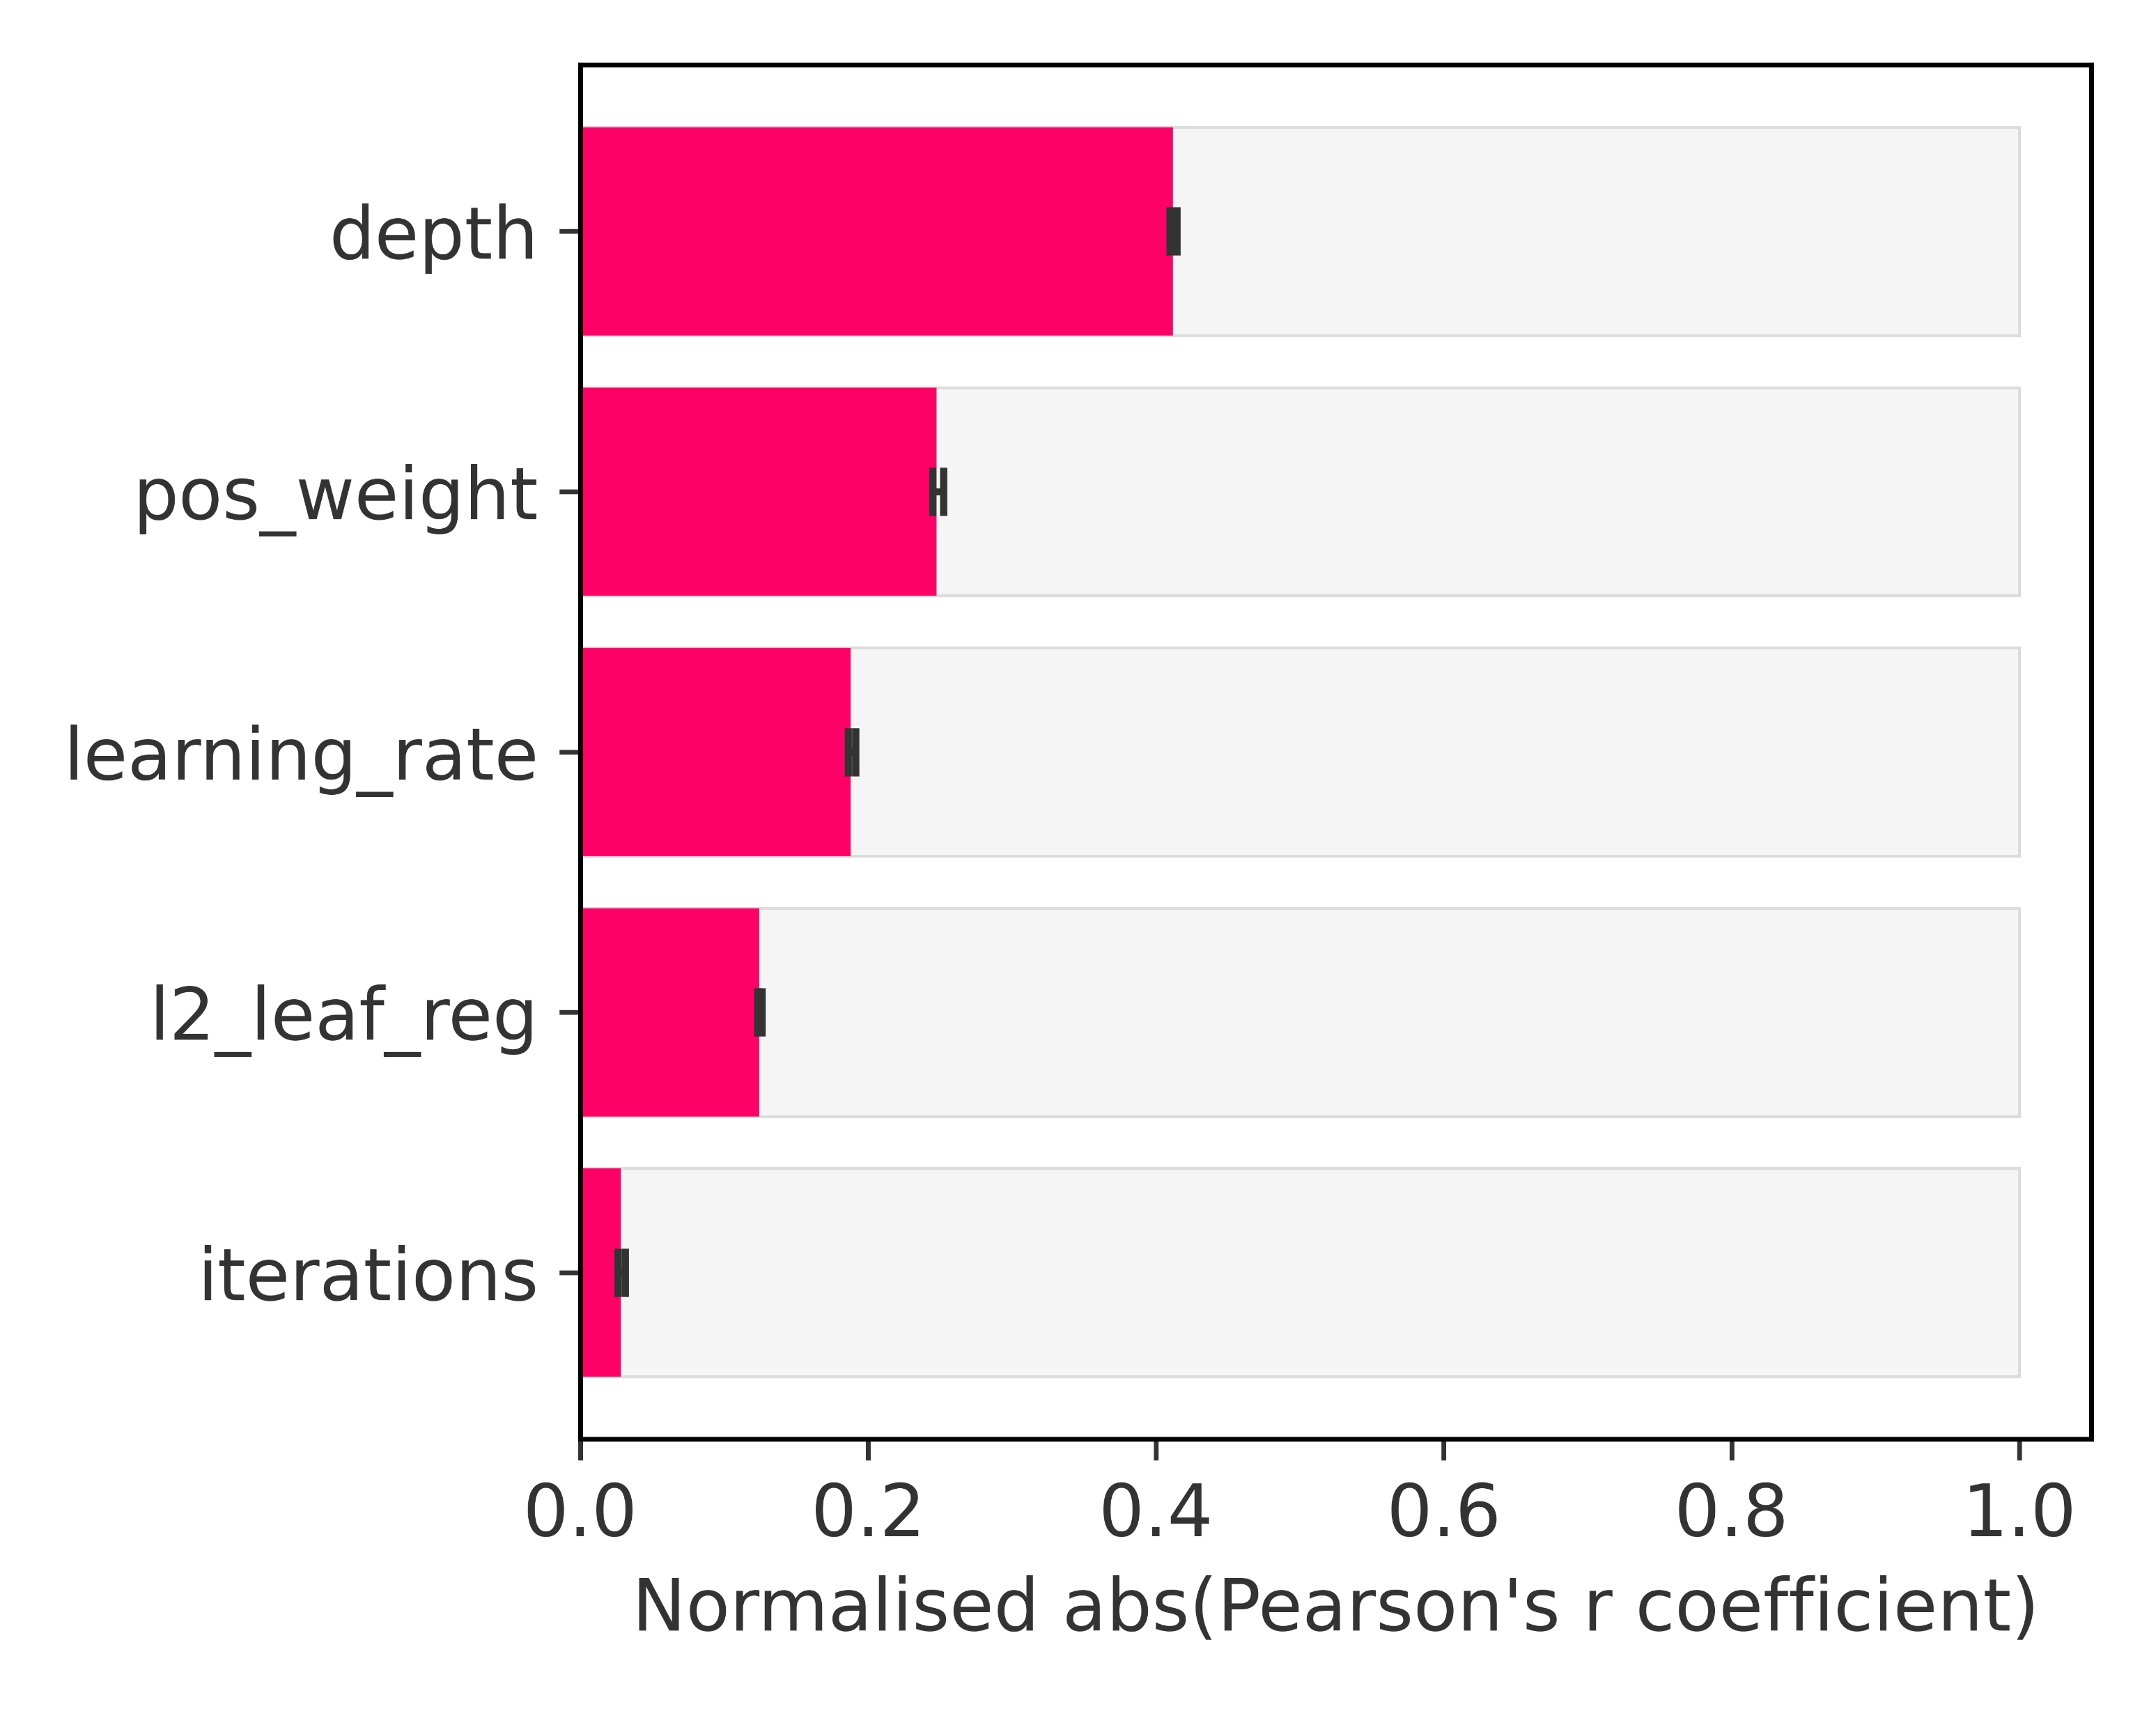 depth
pos_weight
learning_rate
l2_leaf_reg
iterations
0.0 0.2 0.4 0.6 0.8 1.0
Normalised abs(Pearson's r coefficient)